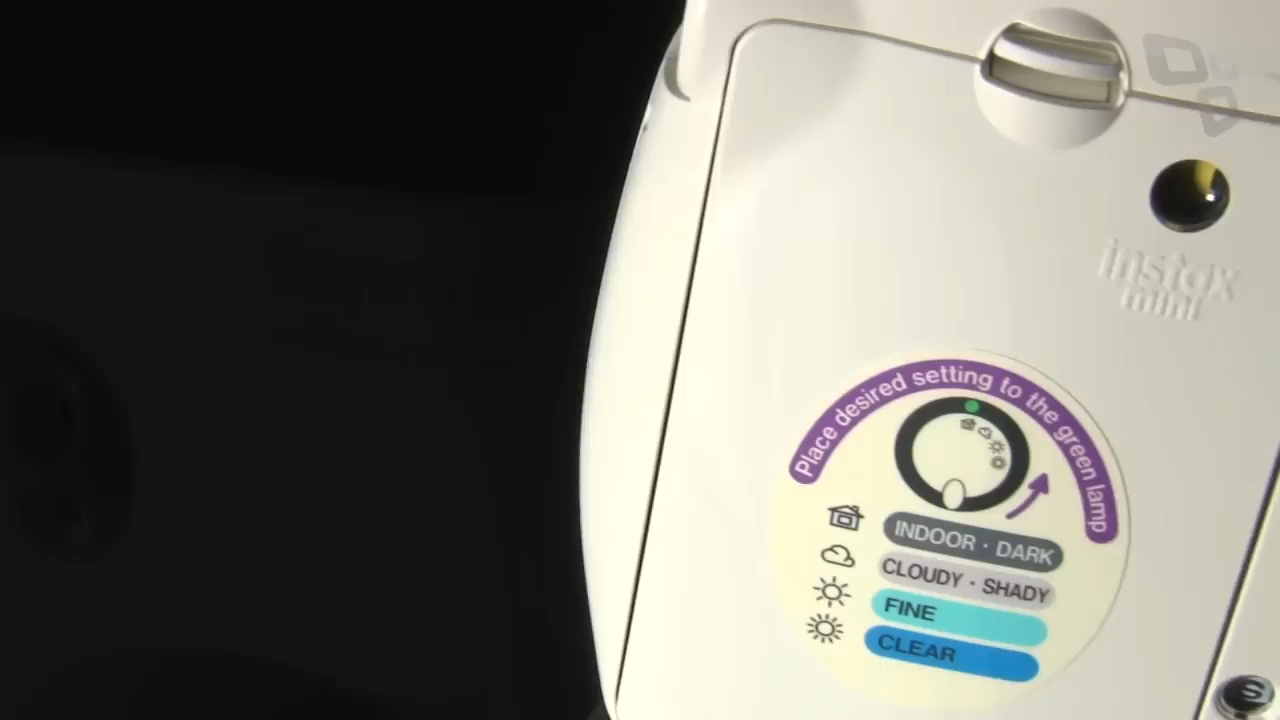 instax
mini
Place desired setting to the green lamp
INDOOR · DARK
CLOUDY · SHADY
FINE
CLEAR
S